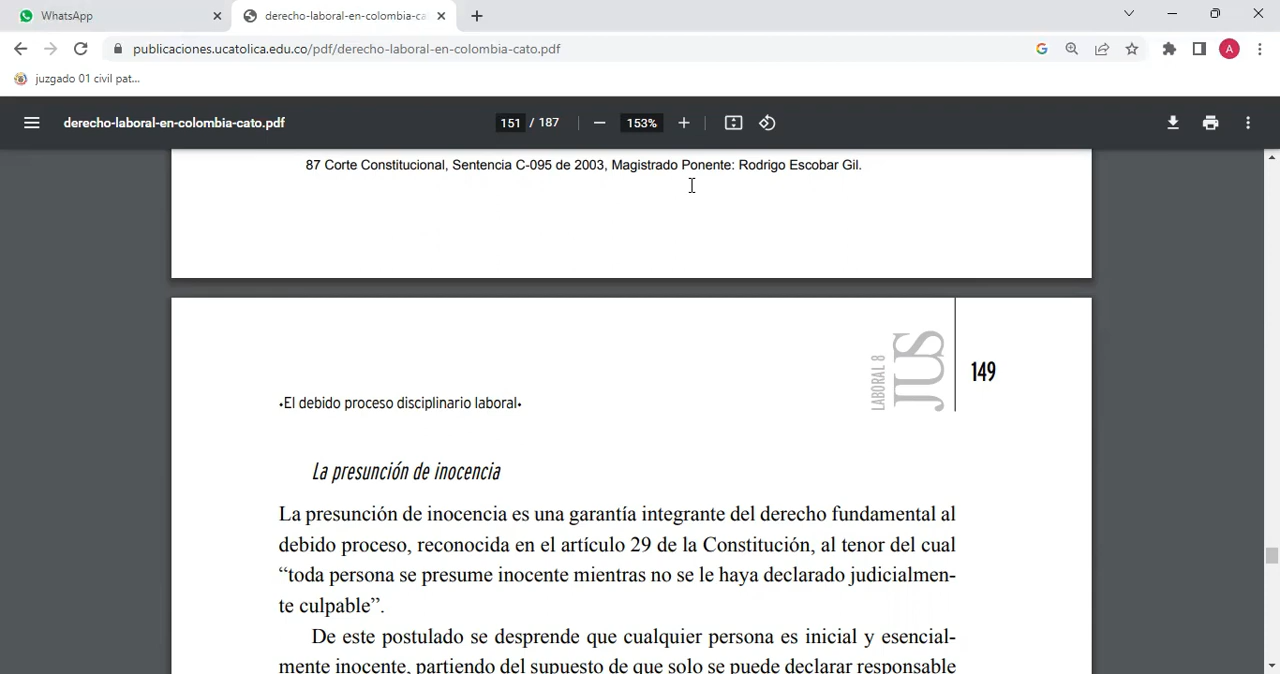 WhatsApp
derecho-laboral-en-colombia-ca
publicaciones.ucatolica.edu.co/pdf/derecho-laboral-en-colombia-cato.pdf
A
juzgado 01 civil pat...
derecho-laboral-en-colombia-cato.pdf
151 / 187
153%
87 Corte Constitucional, Sentencia C-095 de 2003, Magistrado Ponente: Rodrigo Escobar Gil.
LABORAL 8
JUS
149
•El debido proceso disciplinario laboral•
La presunción de inocencia
La presunción de inocencia es una garantía integrante del derecho fundamental al
debido proceso, reconocida en el artículo 29 de la Constitución, al tenor del cual
“toda persona se presume inocente mientras no se le haya declarado judicialmen-
te culpable”.
De este postulado se desprende que cualquier persona es inicial y esencial-
mente inocente, partiendo del supuesto de que solo se puede declarar responsable